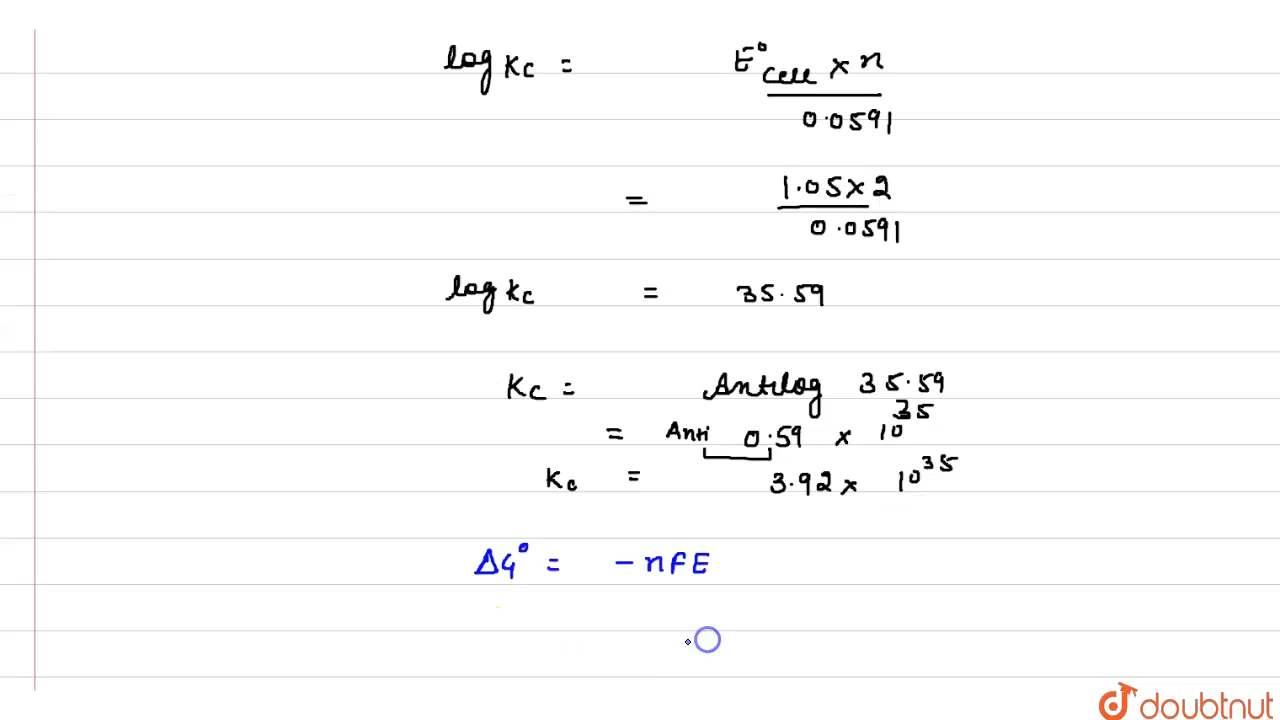 log Kc = E°cell x n
0.0591
= 1.05 x 2
0.0591
log Kc = 35.59
Kc = Antilog 35.59
= Anti 0.59 x 10^35
Kc = 3.92 x 10^35
ΔG° = - nFE
doubtnut